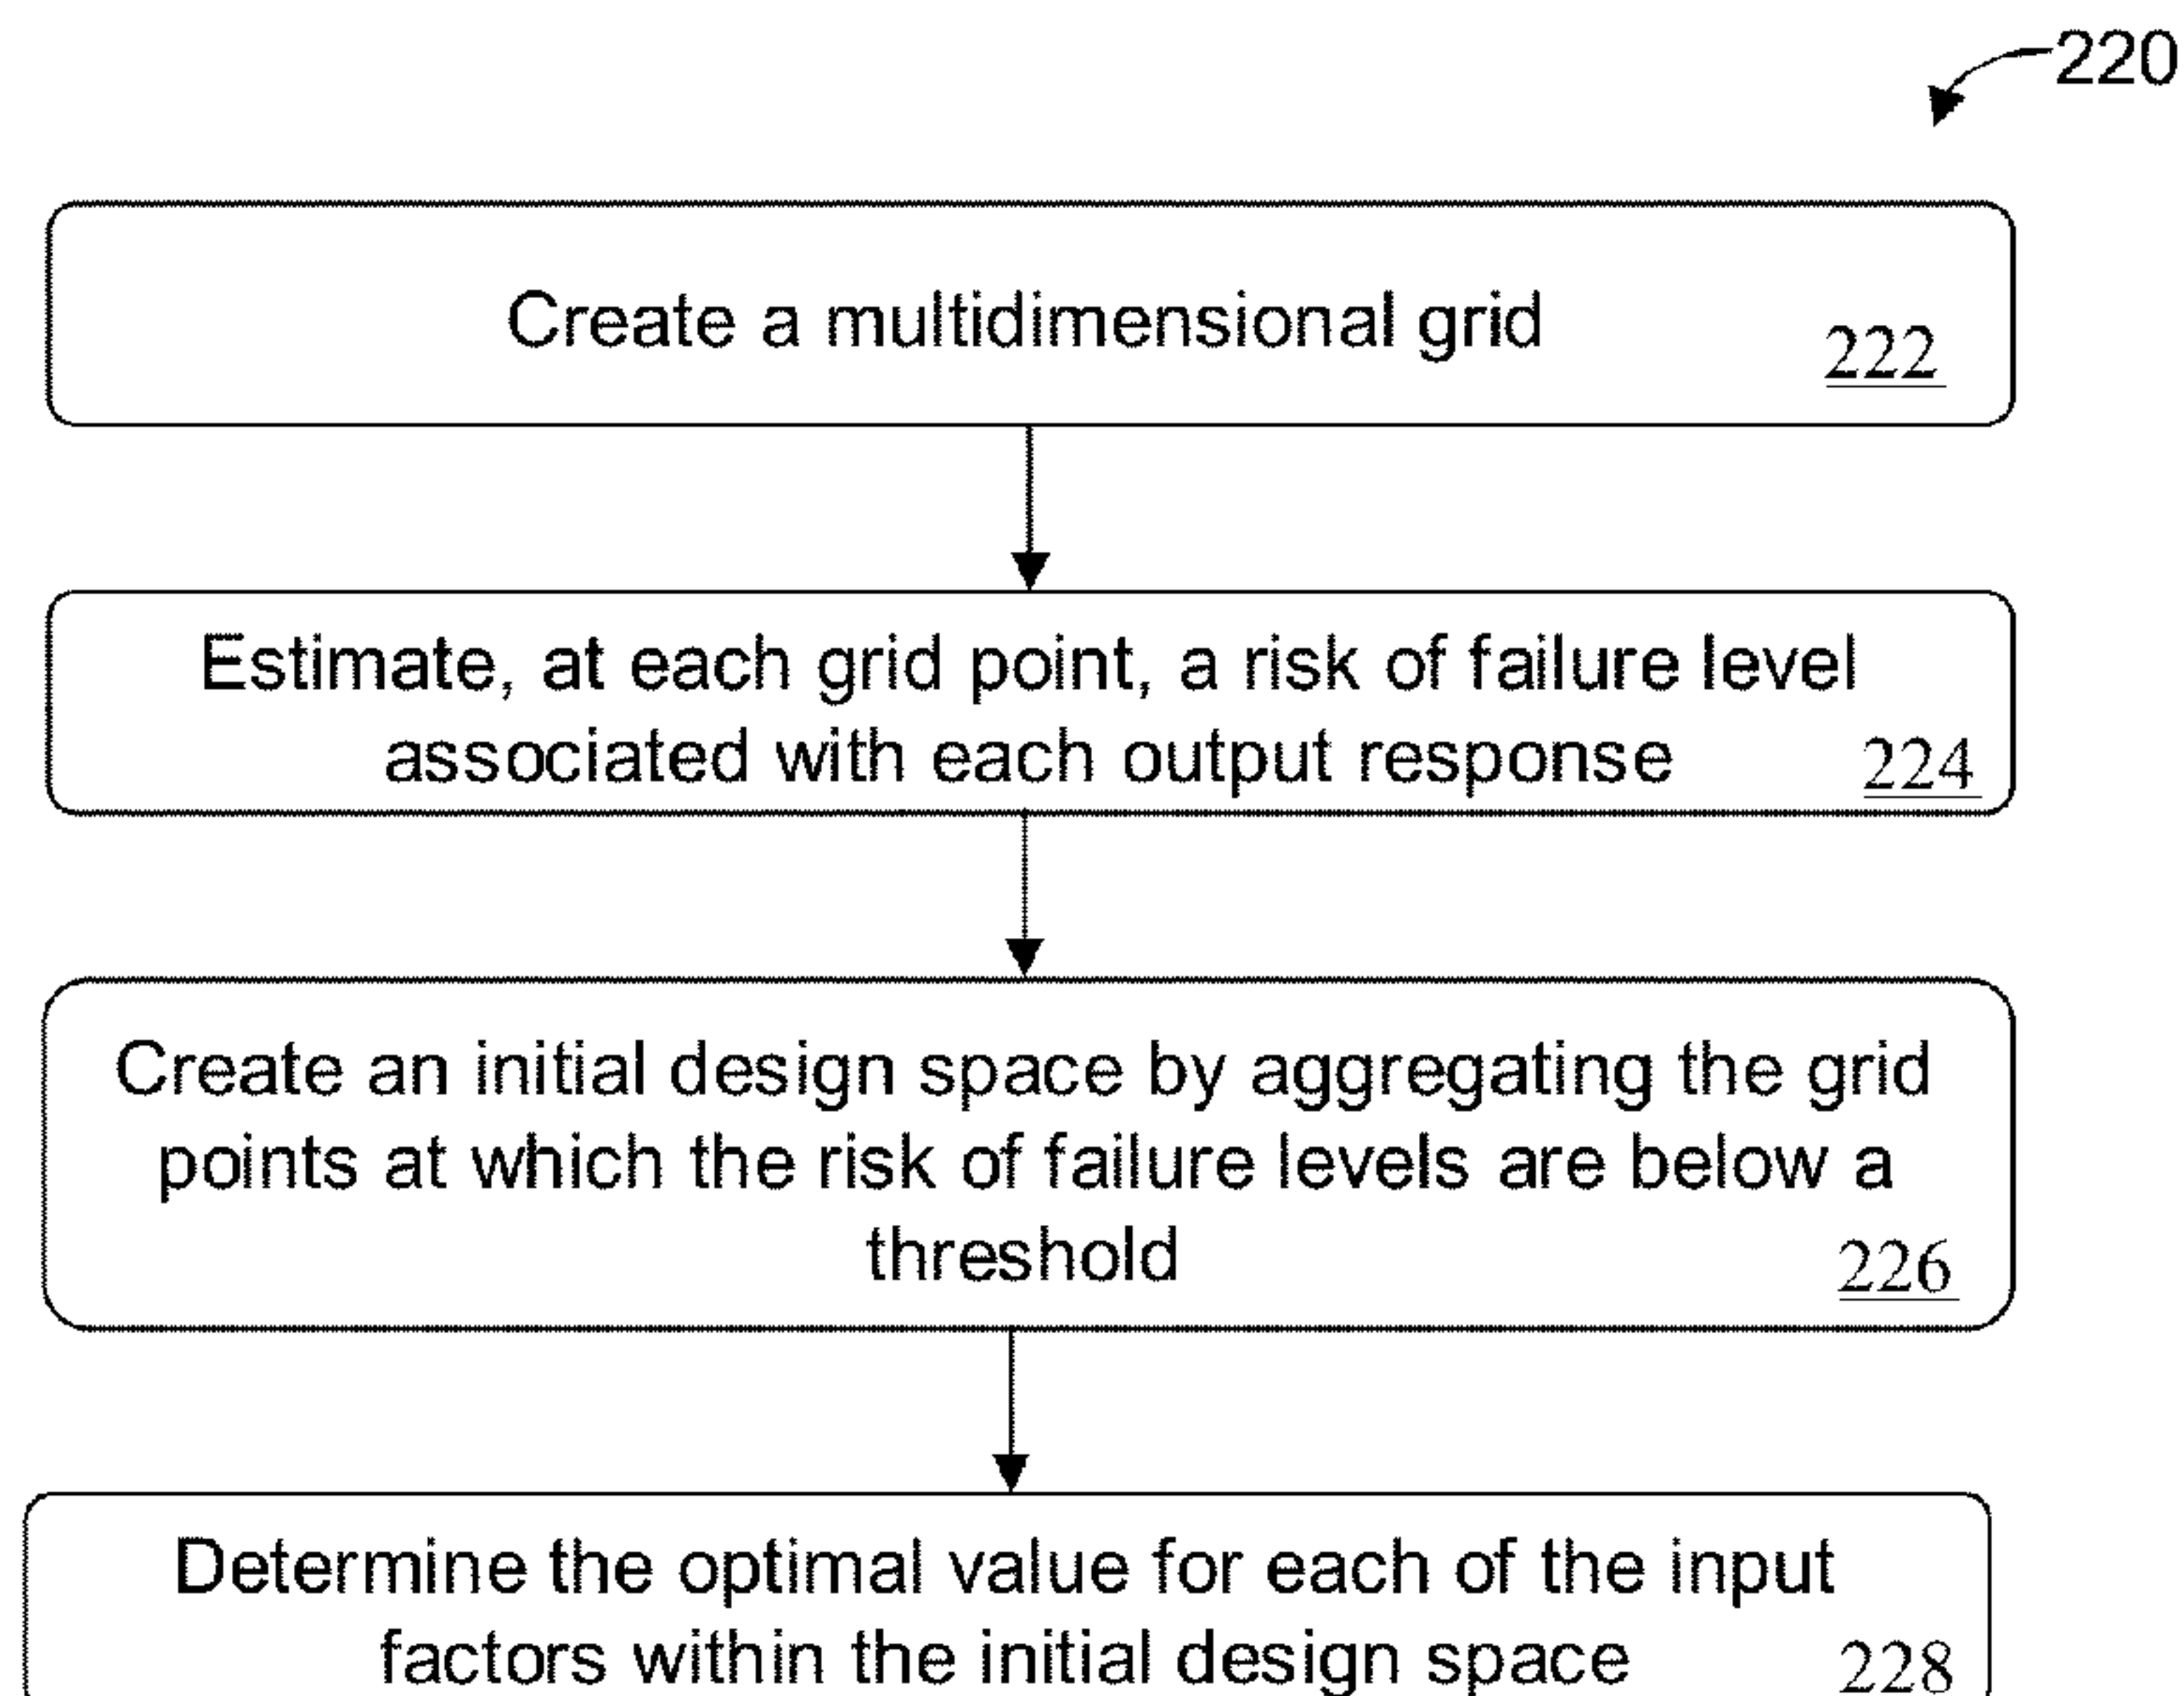 220
Create a multidimensional grid
222
Estimate, at each grid point, a risk of failure level
associated with each output response
224
Create an initial design space by aggregating the grid
points at which the risk of failure levels are below a
threshold
226
Determine the optimal value for each of the input
factors within the initial design space
228